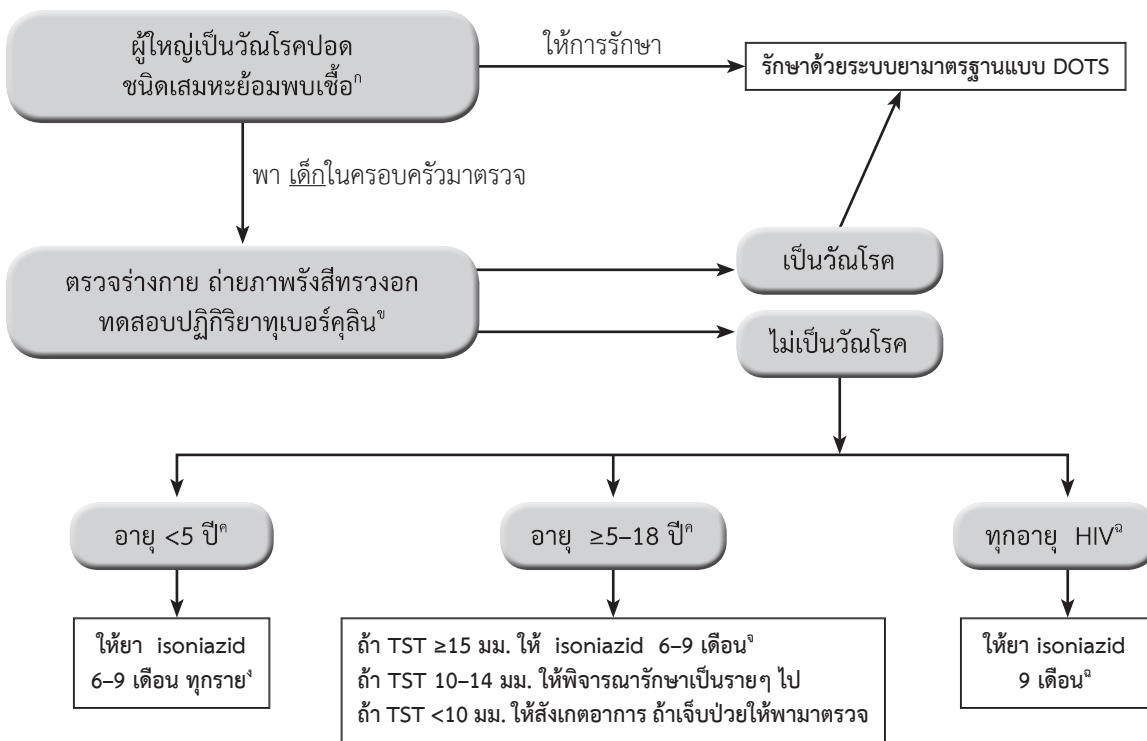 ผู้ใหญ่เป็นวัณโรคปอด
ชนิดเสมหะย้อมพบเชื้อก
ให้การรักษา
รักษาด้วยระบบยามาตรฐานแบบ DOTS
พา เด็กในครอบครัวมาตรวจ
ตรวจร่างกาย ถ่ายภาพรังสีทรวงอก
ทดสอบปฏิกิริยาทุเบอร์คุลินข
เป็นวัณโรค
ไม่เป็นวัณโรค
อายุ <5 ปีค
อายุ ≥5–18 ปีค
ทุกอายุ HIVฉ
ให้ยา isoniazid
6–9 เดือน ทุกรายง
ถ้า TST ≥15 มม. ให้ isoniazid 6–9 เดือนจ
ถ้า TST 10–14 มม. ให้พิจารณารักษาเป็นรายๆ ไป
ถ้า TST <10 มม. ให้สังเกตอาการ ถ้าเจ็บป่วยให้พามาตรวจ
ให้ยา isoniazid
9 เดือนฉ